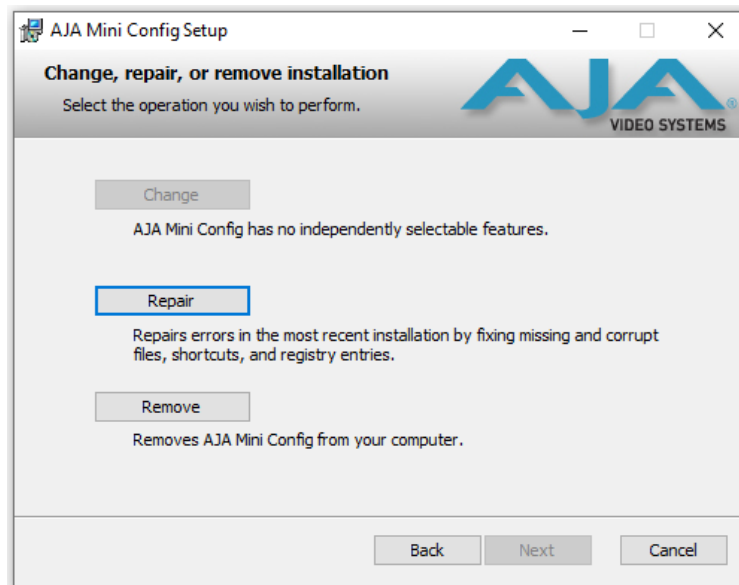 AJA Mini Config Setup
Change, repair, or remove installation
Select the operation you wish to perform.
AJA
®
VIDEO SYSTEMS
Change
AJA Mini Config has no independently selectable features.
Repair
Repairs errors in the most recent installation by fixing missing and corrupt
files, shortcuts, and registry entries.
Remove
Removes AJA Mini Config from your computer.
Back
Next
Cancel